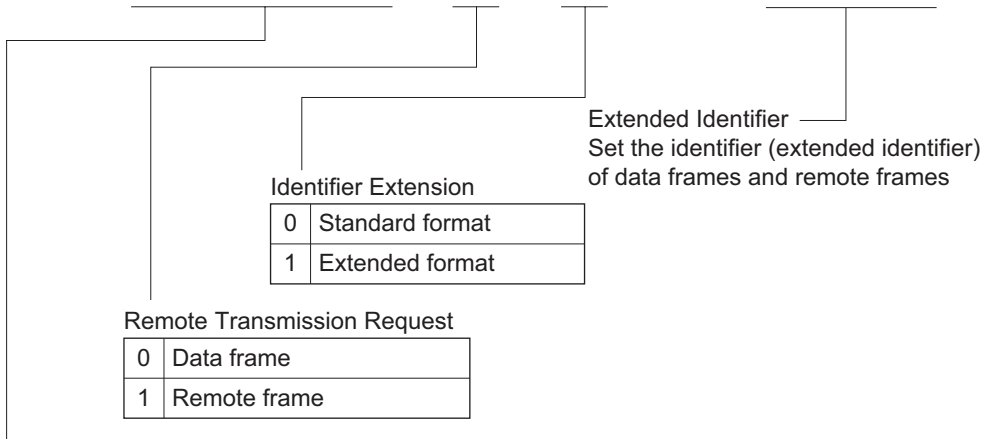 Extended Identifier
Set the identifier (extended identifier)
of data frames and remote frames
Identifier Extension
0 Standard format
1 Extended format
Remote Transmission Request
0 Data frame
1 Remote frame